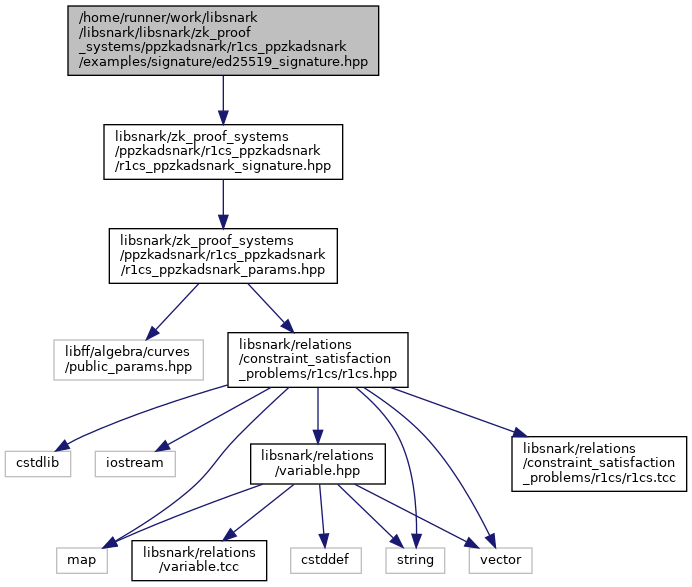 /home/runner/work/libsnark
/libsnark/libsnark/zk_proof
_systems/ppzkadsnark/r1cs_ppzkadsnark
/examples/signature/ed25519_signature.hpp
libsnark/zk_proof_systems
/ppzkadsnark/r1cs_ppzkadsnark
/r1cs_ppzkadsnark_signature.hpp
libsnark/zk_proof_systems
/ppzkadsnark/r1cs_ppzkadsnark
/r1cs_ppzkadsnark_params.hpp
libff/algebra/curves
/public_params.hpp
libsnark/relations
/constraint_satisfaction
_problems/r1cs/r1cs.hpp
cstdlib
iostream
libsnark/relations
/variable.hpp
libsnark/relations
/constraint_satisfaction
_problems/r1cs/r1cs.tcc
map
libsnark/relations
/variable.tcc
cstddef
string
vector